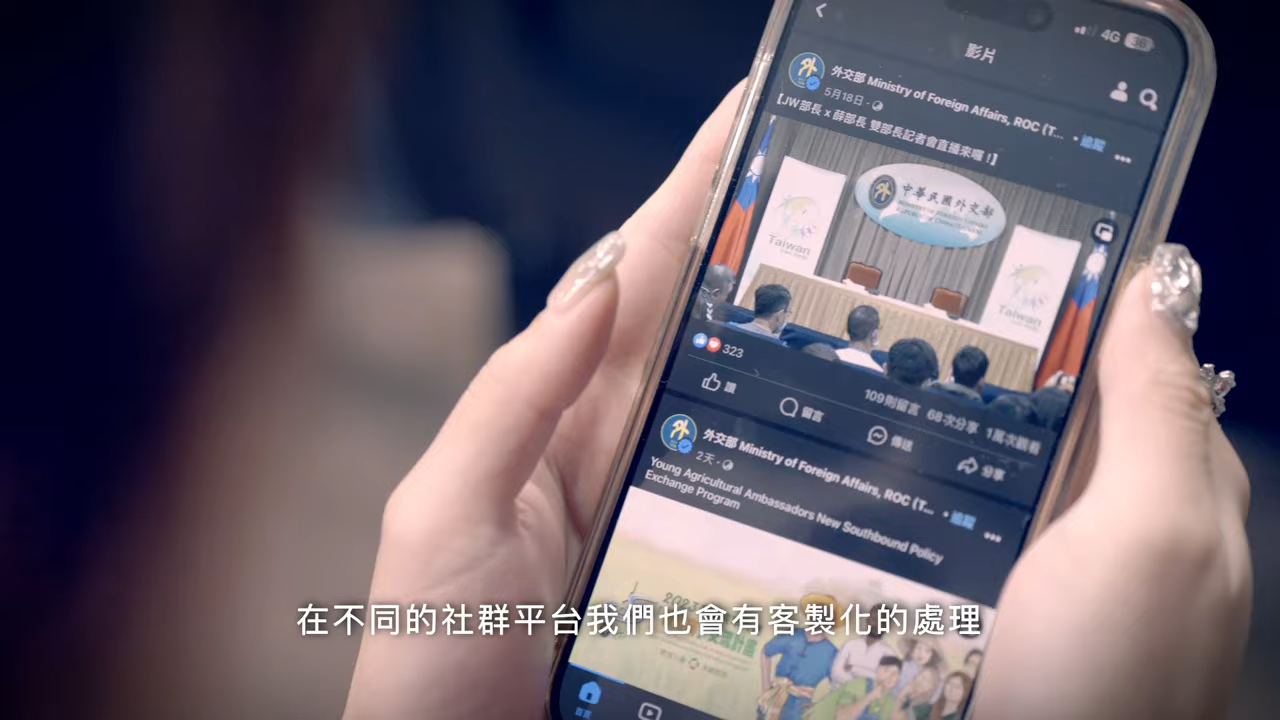 4G
影片
外交部 Ministry of Foreign Affairs, ROC (T... • 追蹤
5月18日
【JW部長 x 薛部長 雙部長記者會直播來囉！】
中華民國外交部
Taiwan
Taiwan
323
109則留言 68次分享 1萬次觀看
讚
留言
傳送
分享
外交部 Ministry of Foreign Affairs, ROC (T... • 追蹤
2天
Young Agricultural Ambassadors New Southbound Policy
Exchange Program
在不同的社群平台我們也會有客製化的處理